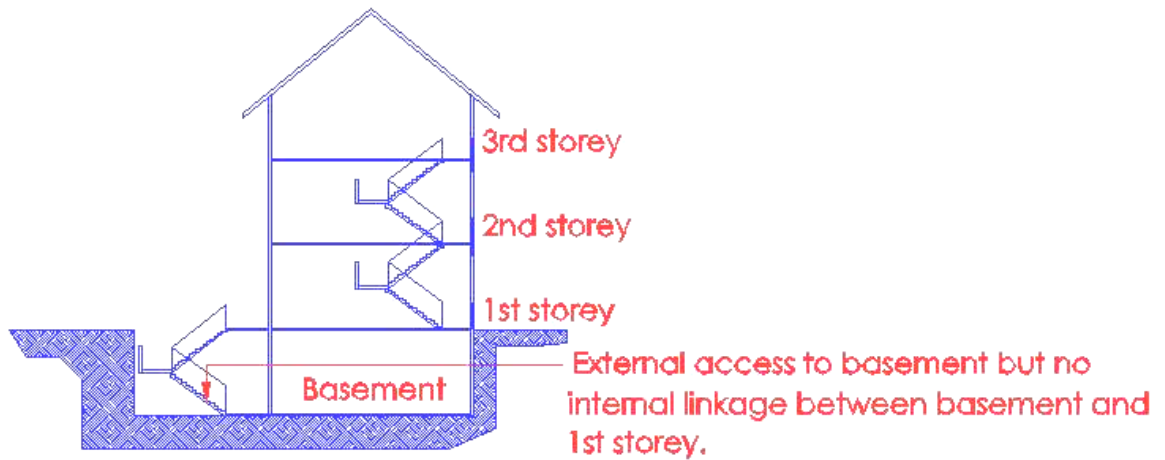 3rd storey
2nd storey
1st storey
External access to basement but no
Basement
internal linkage between basement and
1st storey.